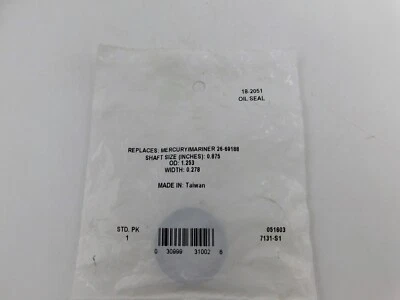 18-2051
OIL SEAL
REPLACES: MERCURY/MARINER 26-69188
SHAFT SIZE (INCHES): 0.875
OD: 1.253
WIDTH: 0.278
MADE IN: Taiwan
STD. PK
1
051603
7131-S1
0 30999 31002 8